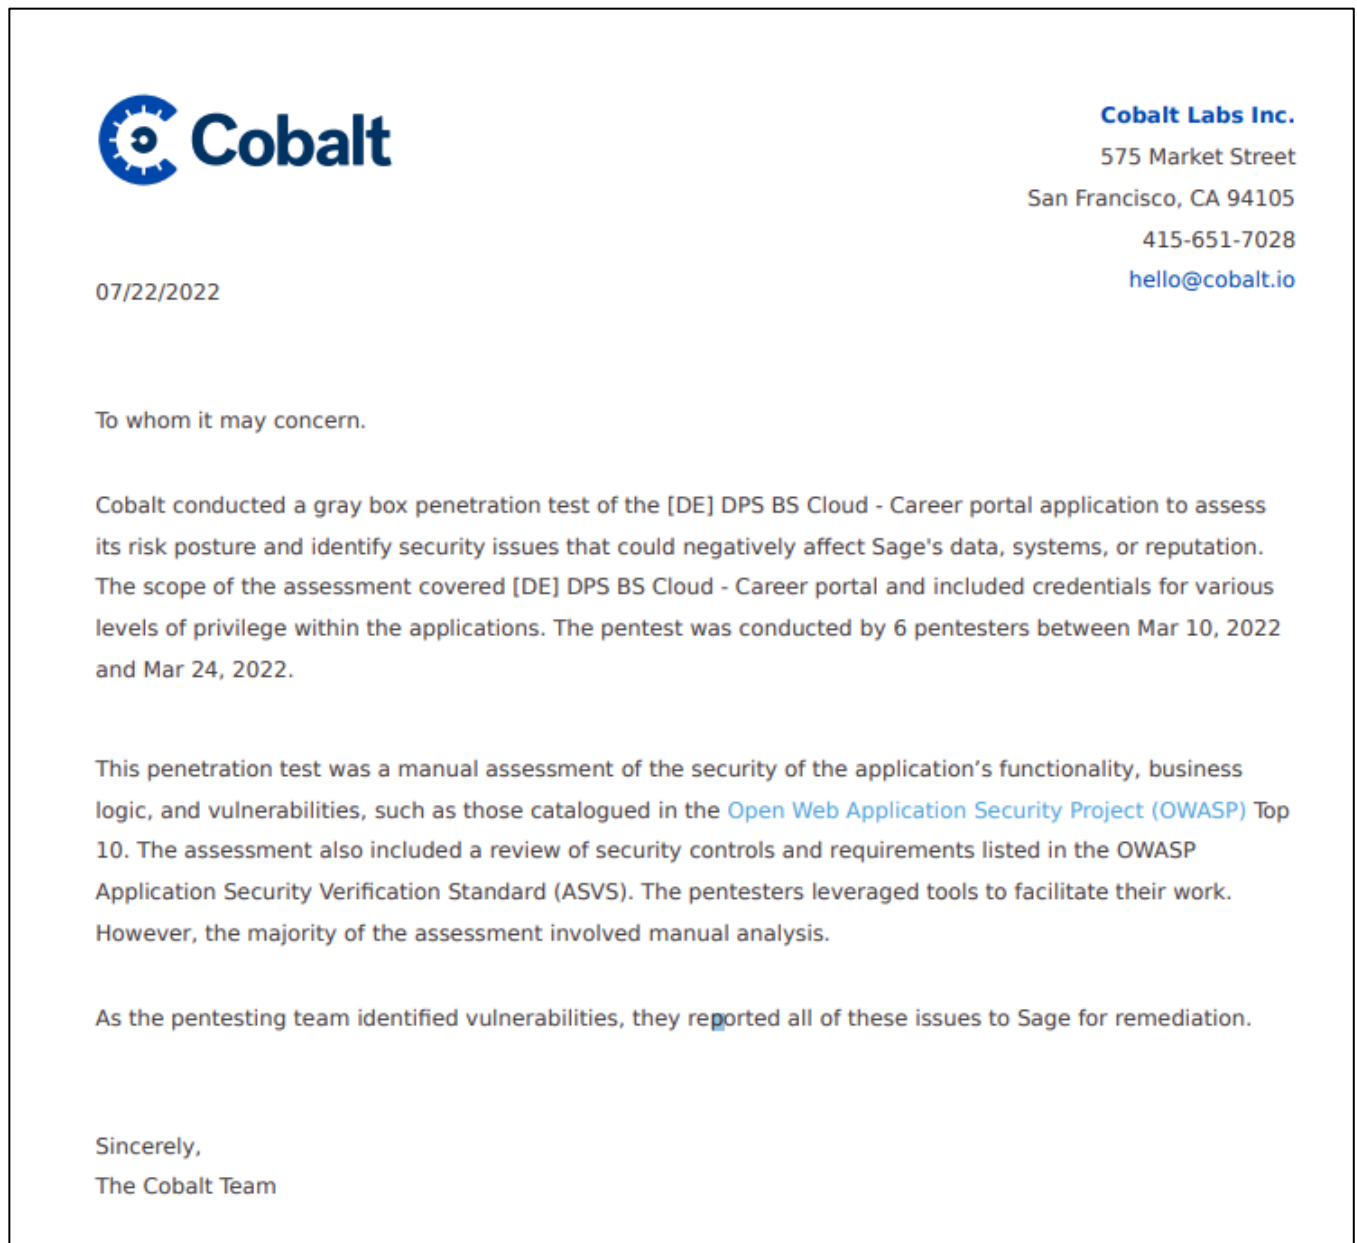 Cobalt
Cobalt Labs Inc.
575 Market Street
San Francisco, CA 94105
415-651-7028
hello@cobalt.io
07/22/2022
To whom it may concern.
Cobalt conducted a gray box penetration test of the [DE] DPS BS Cloud - Career portal application to assess
its risk posture and identify security issues that could negatively affect Sage's data, systems, or reputation.
The scope of the assessment covered [DE] DPS BS Cloud - Career portal and included credentials for various
levels of privilege within the applications. The pentest was conducted by 6 pentesters between Mar 10, 2022
and Mar 24, 2022.
This penetration test was a manual assessment of the security of the application’s functionality, business
logic, and vulnerabilities, such as those catalogued in the Open Web Application Security Project (OWASP) Top
10. The assessment also included a review of security controls and requirements listed in the OWASP
Application Security Verification Standard (ASVS). The pentesters leveraged tools to facilitate their work.
However, the majority of the assessment involved manual analysis.
As the pentesting team identified vulnerabilities, they reported all of these issues to Sage for remediation.
Sincerely,
The Cobalt Team